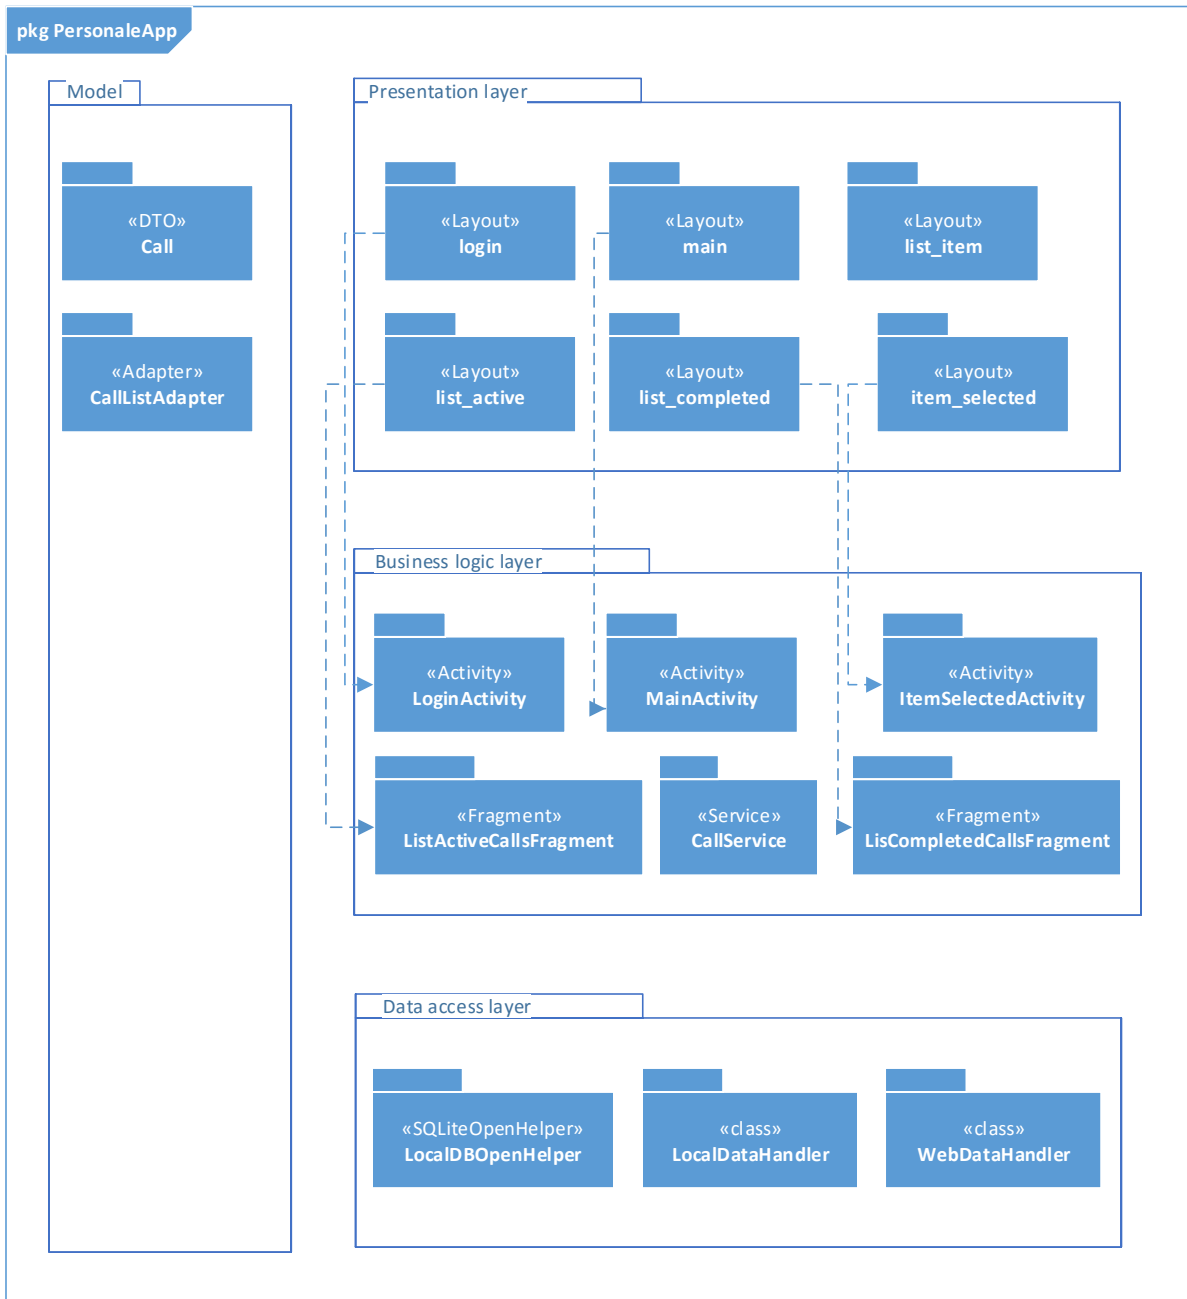 pkg PersonaleApp
Model
«DTO»
Call
«Adapter»
CallListAdapter
Presentation layer
«Layout»
login
«Layout»
main
«Layout»
list_item
«Layout»
list_active
«Layout»
list_completed
«Layout»
item_selected
Business logic layer
«Activity»
LoginActivity
«Activity»
MainActivity
«Activity»
ItemSelectedActivity
«Fragment»
ListActiveCallsFragment
«Service»
CallService
«Fragment»
LisCompletedCallsFragment
Data access layer
«SQLiteOpenHelper»
LocalDBOpenHelper
«class»
LocalDataHandler
«class»
WebDataHandler